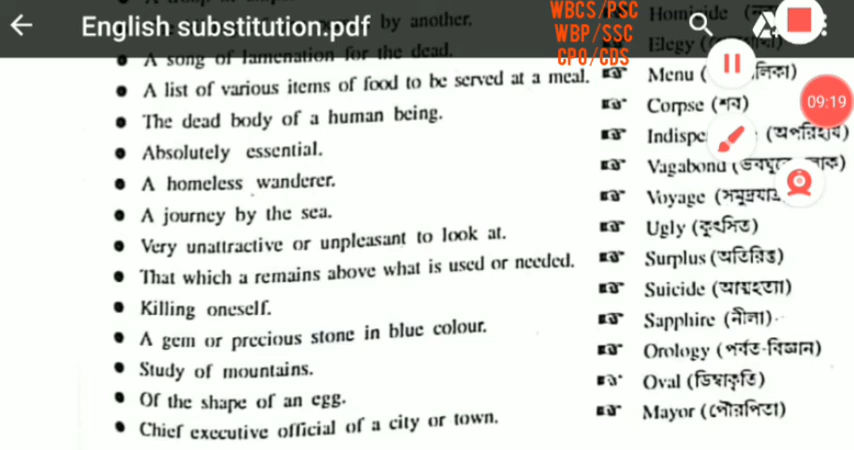 English substitution.pdf
WBCS/PSC
WBP/SSC
CPO/CDS
09:19
by another.
A song of lamenation for the dead. Elegy
A list of various items of food to be served at a meal. Menu
The dead body of a human being. Corpse (শব)
Absolutely essential. (অপরিহার্য)
A homeless wanderer. Vagabond
A journey by the sea. Voyage
Very unattractive or unpleasant to look at. Ugly (কুৎসিত)
That which a remains above what is used or needed. Surplus (অতিরিক্ত)
Killing oneself. Suicide (আত্মহত্যা)
A gem or precious stone in blue colour. Sapphire (নীলা)
Study of mountains. Orology (পর্বত-বিজ্ঞান)
Of the shape of an egg. Oval (ডিম্বাকৃতি)
Chief executive official of a city or town. Mayor (পৌরপিতা)